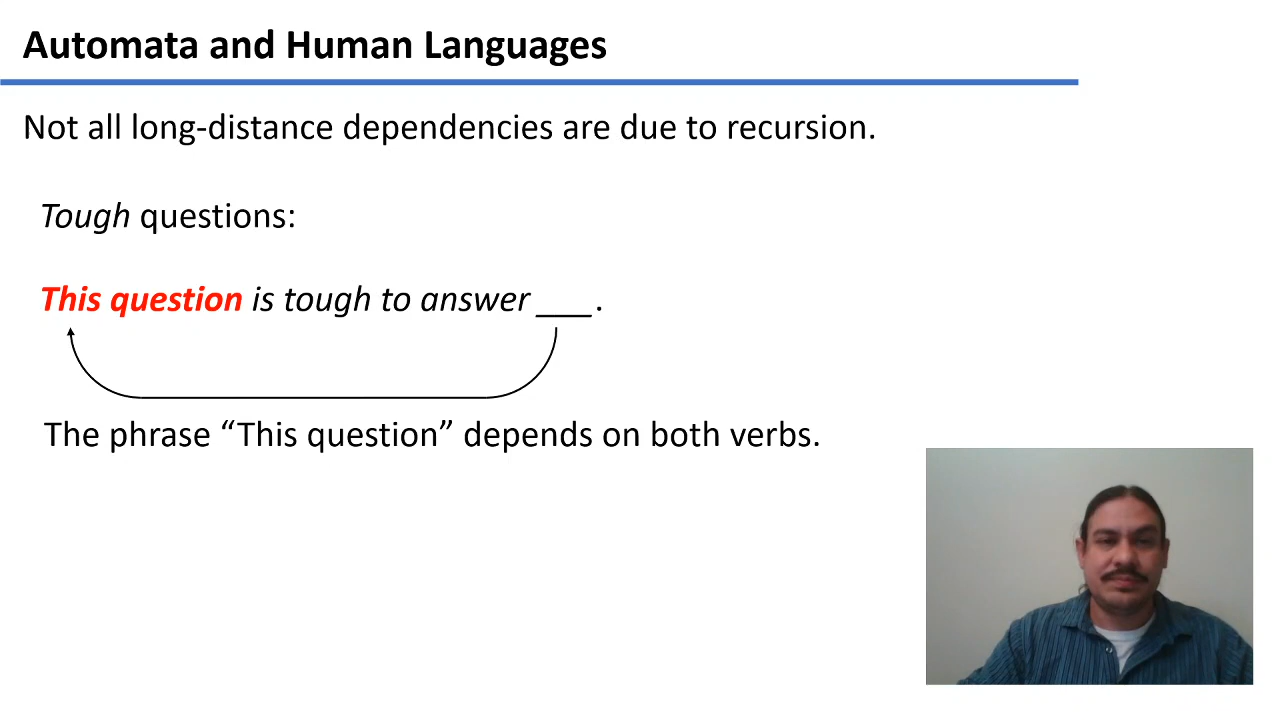 Automata and Human Languages
Not all long-distance dependencies are due to recursion.
Tough questions:
This question is tough to answer ___.
The phrase “This question” depends on both verbs.